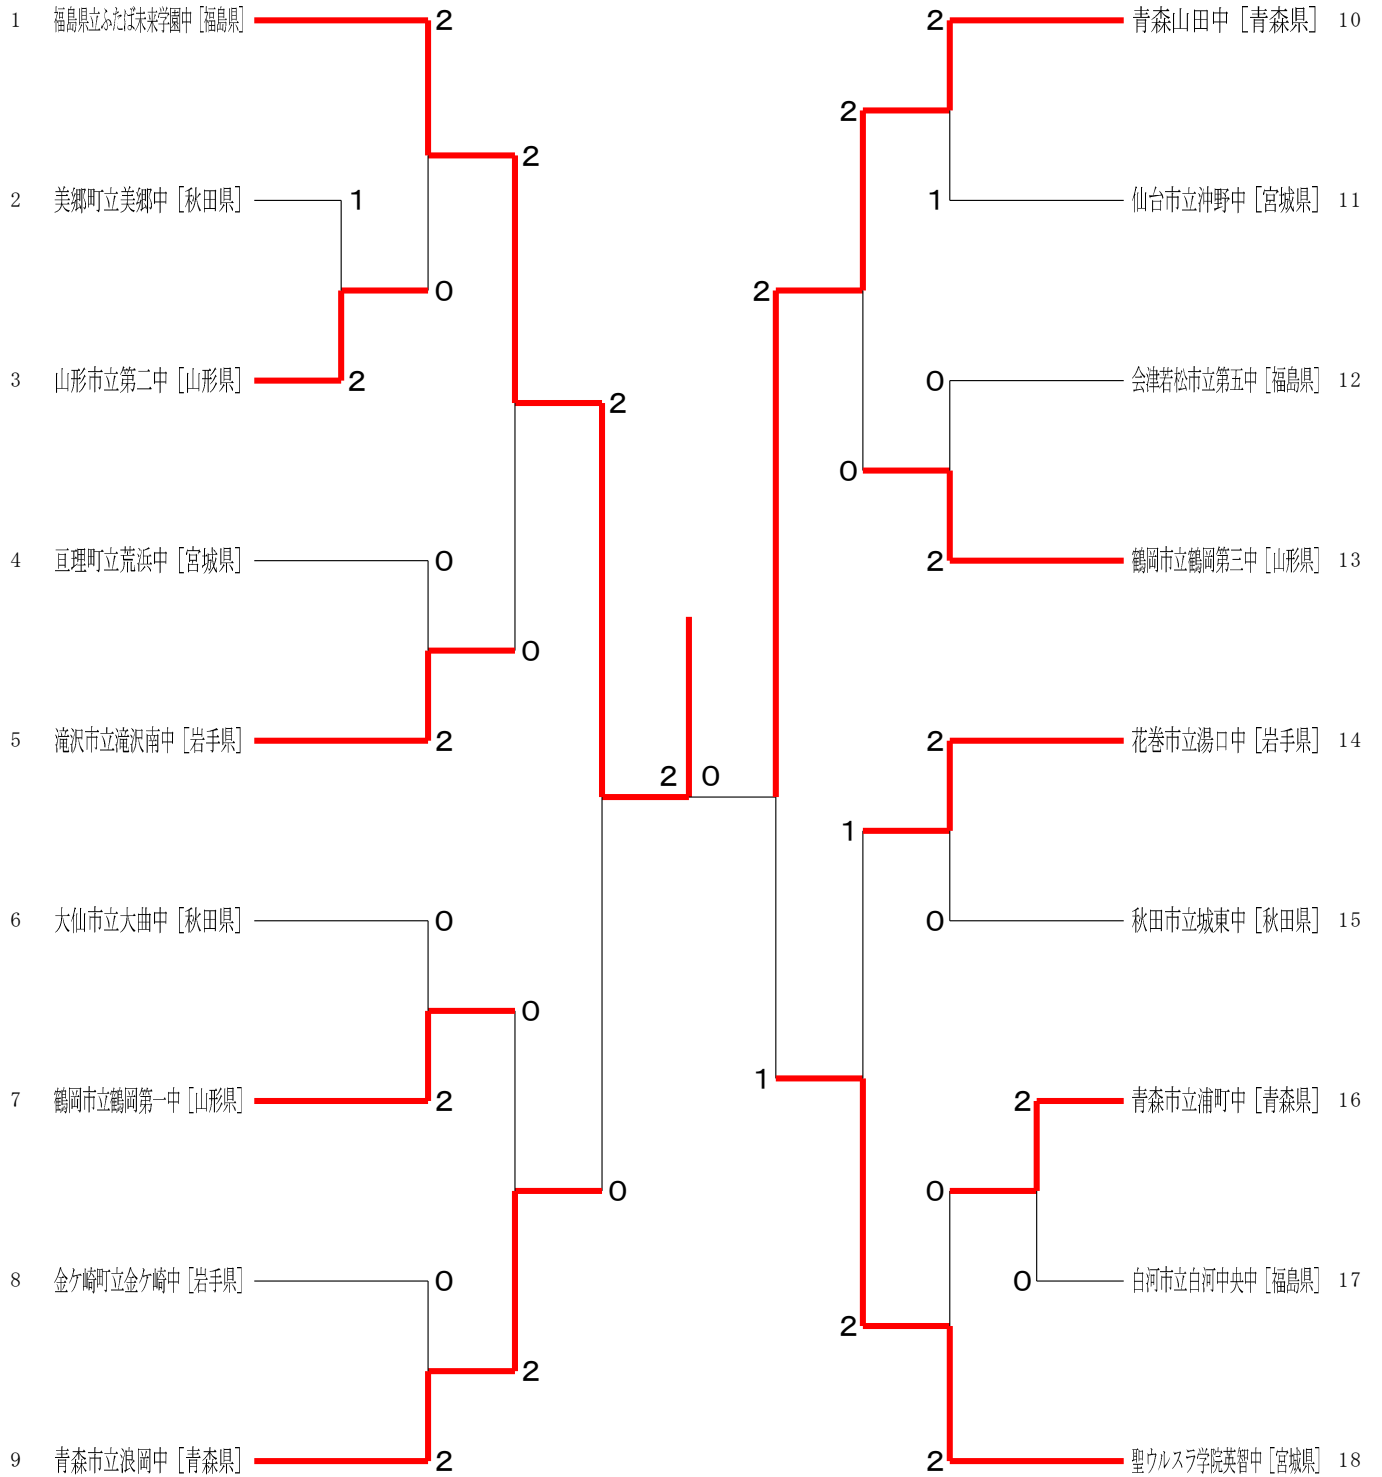 1 福島県立ふたば未来学園中［福島県］ 2
2 青森山田中［青森県］ 10
2
2
2 美郷町立美郷中［秋田県］ 1
1 仙台市立沖野中［宮城県］ 11
0
2
3 山形市立第二中［山形県］ 2
0 会津若松市立第五中［福島県］ 12
2
0
4 亘理町立荒浜中［宮城県］ 0
2 鶴岡市立鶴岡第三中［山形県］ 13
0
5 滝沢市立滝沢南中［岩手県］ 2
2 花巻市立湯口中［岩手県］ 14
2 0
1
6 大仙市立大曲中［秋田県］ 0
0 秋田市立城東中［秋田県］ 15
0
1
7 鶴岡市立鶴岡第一中［山形県］ 2
2 青森市立浦町中［青森県］ 16
0
0
8 金ケ崎町立金ケ崎中［岩手県］ 0
0 白河市立白河中央中［福島県］ 17
2
2
9 青森市立浪岡中［青森県］ 2
2 聖ウルスラ学院英智中［宮城県］ 18